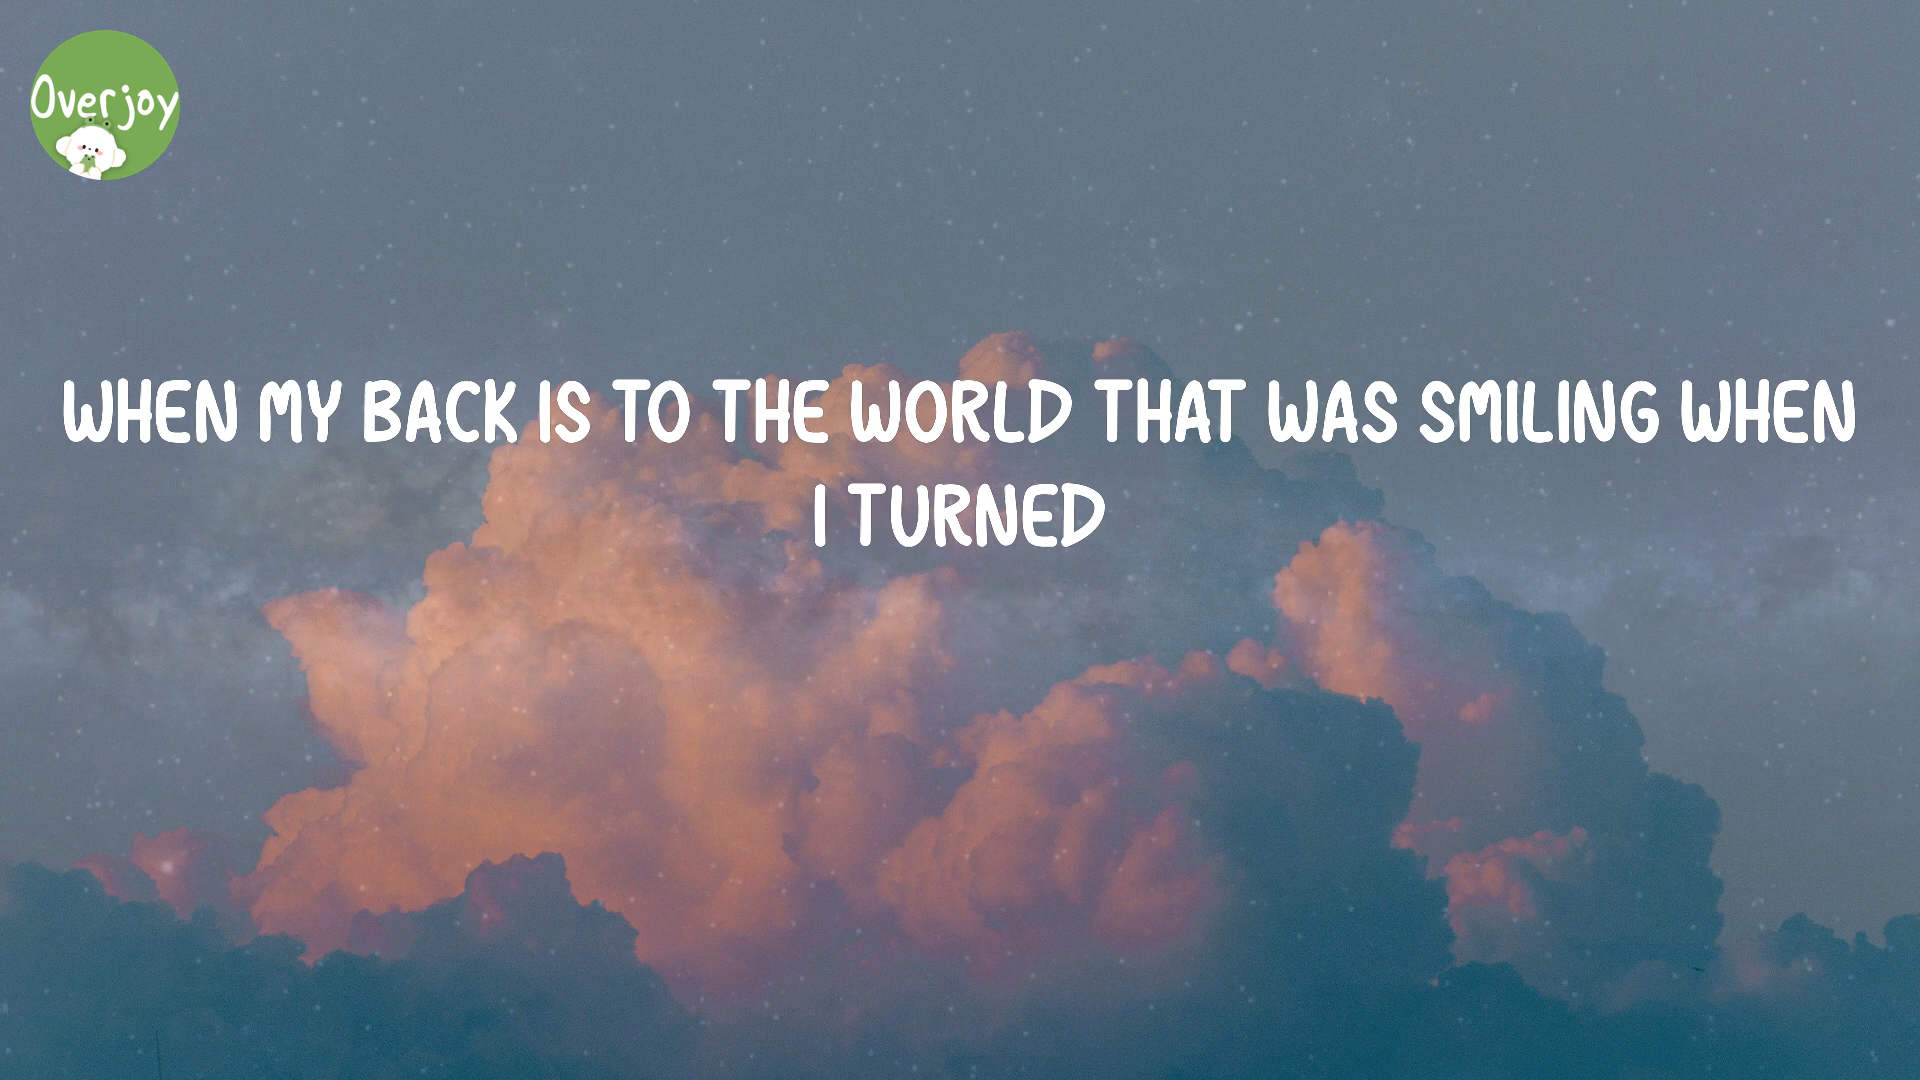 Overjoy
WHEN MY BACK IS TO THE WORLD THAT WAS SMILING WHEN
I TURNED